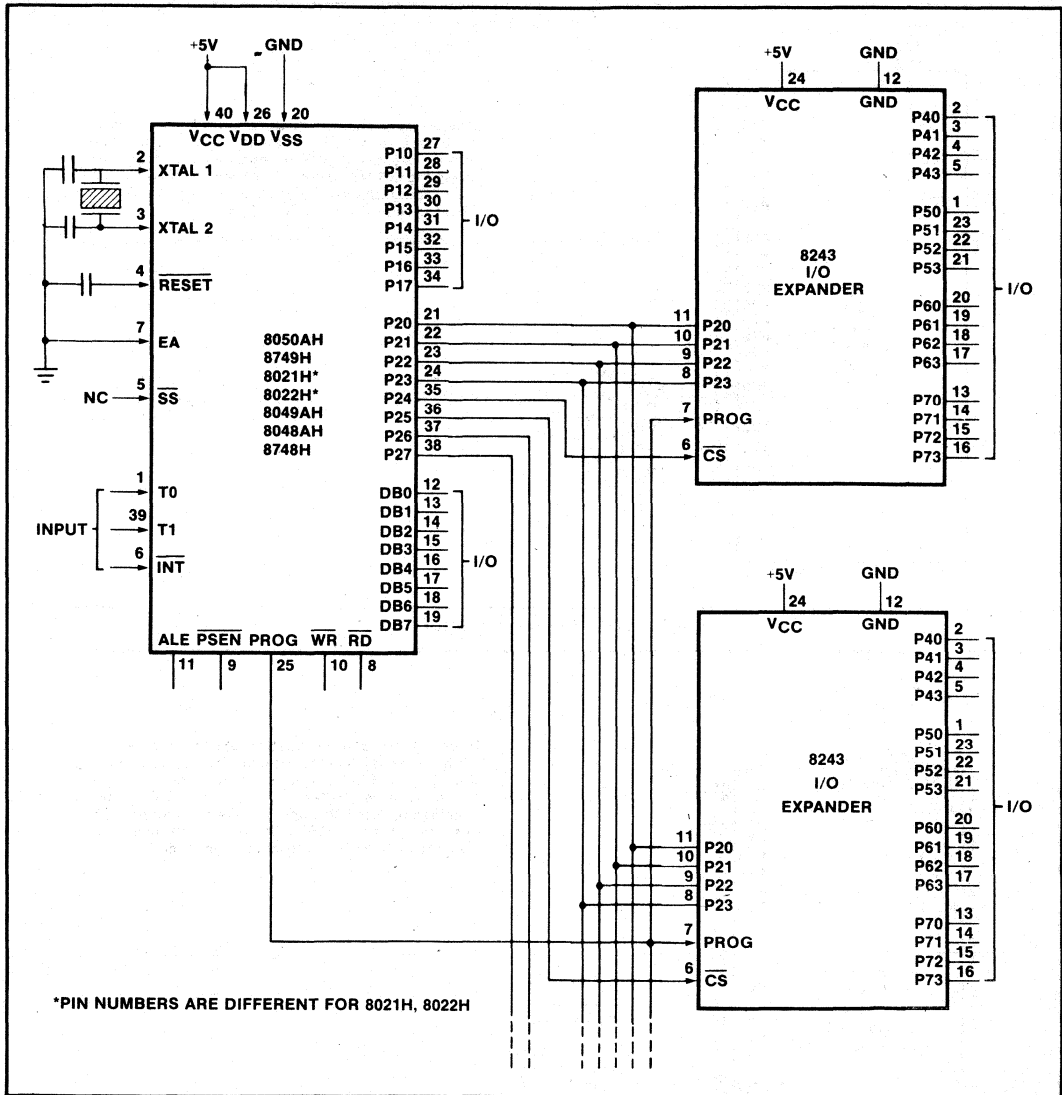 +5V
GND
40 26 20
VCC VDD VSS
2 XTAL 1
3 XTAL 2
4 RESET
7 EA
NC 5 SS
1 T0
INPUT 39 T1
6 INT
8050AH
8749H
8021H*
8022H*
8049AH
8048AH
8748H
P10 27
P11 28
P12 29
P13 30
P14 31
P15 32
P16 33
P17 34
I/O
P20 21
P21 22
P22 23
P23 24
P24 35
P25 36
P26 37
P27 38
DB0 12
DB1 13
DB2 14
DB3 15
DB4 16
DB5 17
DB6 18
DB7 19
I/O
ALE PSEN PROG WR RD
11 9 25 10 8
+5V GND
24 12
VCC GND
8243
I/O
EXPANDER
11 P20
10 P21
9 P22
8 P23
7 PROG
6 CS
P40 2
P41 3
P42 4
P43 5
P50 1
P51 23
P52 22
P53 21
P60 20
P61 19
P62 18
P63 17
P70 13
P71 14
P72 15
P73 16
I/O
+5V GND
24 12
VCC GND
8243
I/O
EXPANDER
11 P20
10 P21
9 P22
8 P23
7 PROG
6 CS
P40 2
P41 3
P42 4
P43 5
P50 1
P51 23
P52 22
P53 21
P60 20
P61 19
P62 18
P63 17
P70 13
P71 14
P72 15
P73 16
I/O
*PIN NUMBERS ARE DIFFERENT FOR 8021H, 8022H